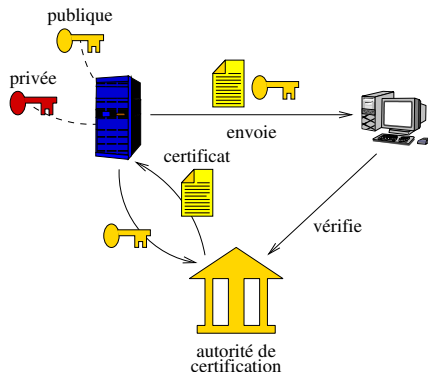 publique
privée
envoie
certificat
vérifie
autorité de
certification